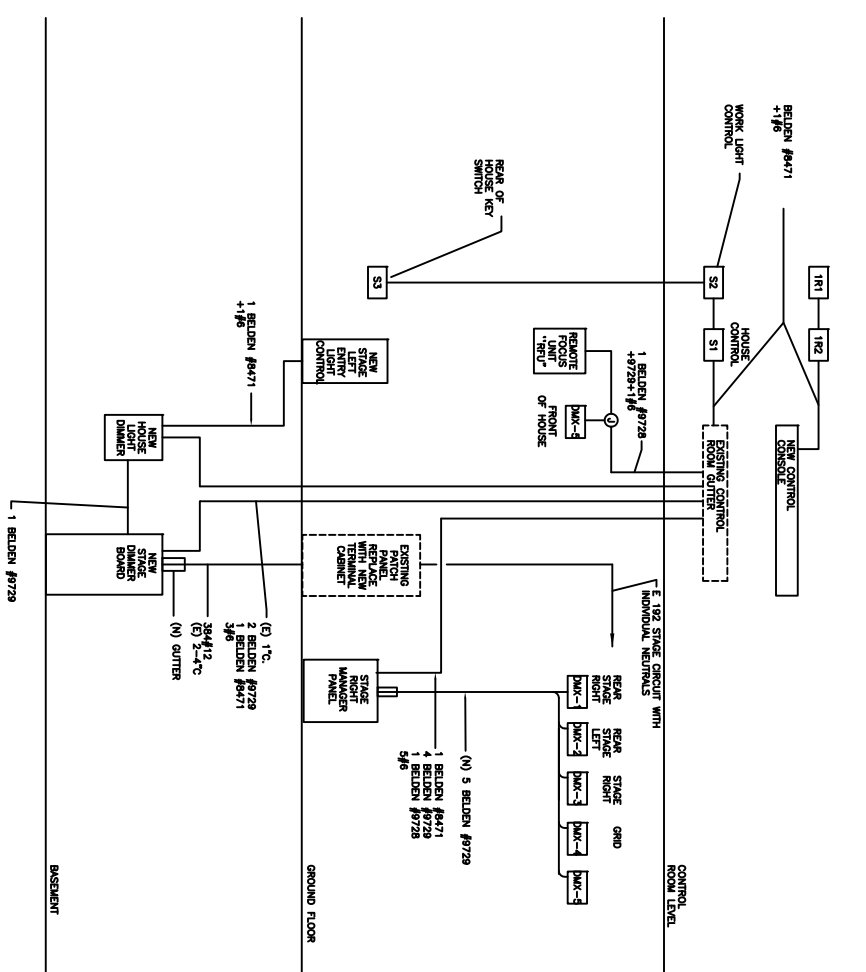 BELDEN #8471
+1#6
WORK LIGHT
CONTROL
1R1
1R2
S2
S1
HOUSE
CONTROL
NEW CONTROL
CONSOLE
EXISTING CONTROL
ROOM GUTTER
CONTROL
ROOM LEVEL
REAR OF
HOUSE KEY
SWITCH
S3
REMOTE
FOCUS
UNIT
"RFU"
1 BELDEN #9728
+9729+1#6
J
DMX-5
FRONT
OF HOUSE
E 192 STAGE CIRCUIT WITH
INDIVIDUAL NEUTRALS
REAR
STAGE
RIGHT
DMX-1
REAR
STAGE
LEFT
DMX-2
STAGE
RIGHT
DMX-3
GRID
DMX-4
DMX-5
(N) 5 BELDEN #9729
1 BELDEN #8471
4 BELDEN #9729
1 BELDEN #9728
5#6
NEW
STAGE
LEFT
ENTRY
LIGHT
CONTROL
EXISTING
PATCH
PANEL
REPLACE
WITH NEW
TERMINAL
CABINET
STAGE
RIGHT
MANAGER
PANEL
GROUND FLOOR
1 BELDEN #8471
+1#6
(E) 1"C.
2 BELDEN #9729
1 BELDEN #8471
3#6
384#12
(E) 2-4"C
(N) GUTTER
NEW
HOUSE
LIGHT
DIMMER
NEW
STAGE
DIMMER
BOARD
1 BELDEN #9729
BASEMENT